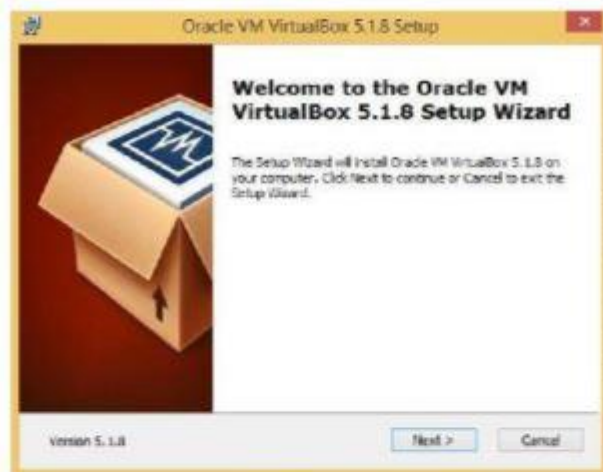 Oracle VM VirtualBox 5.1.8 Setup
Welcome to the Oracle VM
VirtualBox 5.1.8 Setup Wizard
The Setup Wizard will install Oracle VM VirtualBox 5.1.8 on
your computer. Click Next to continue or Cancel to exit the
Setup Wizard.
Version 5.1.8
Next >
Cancel